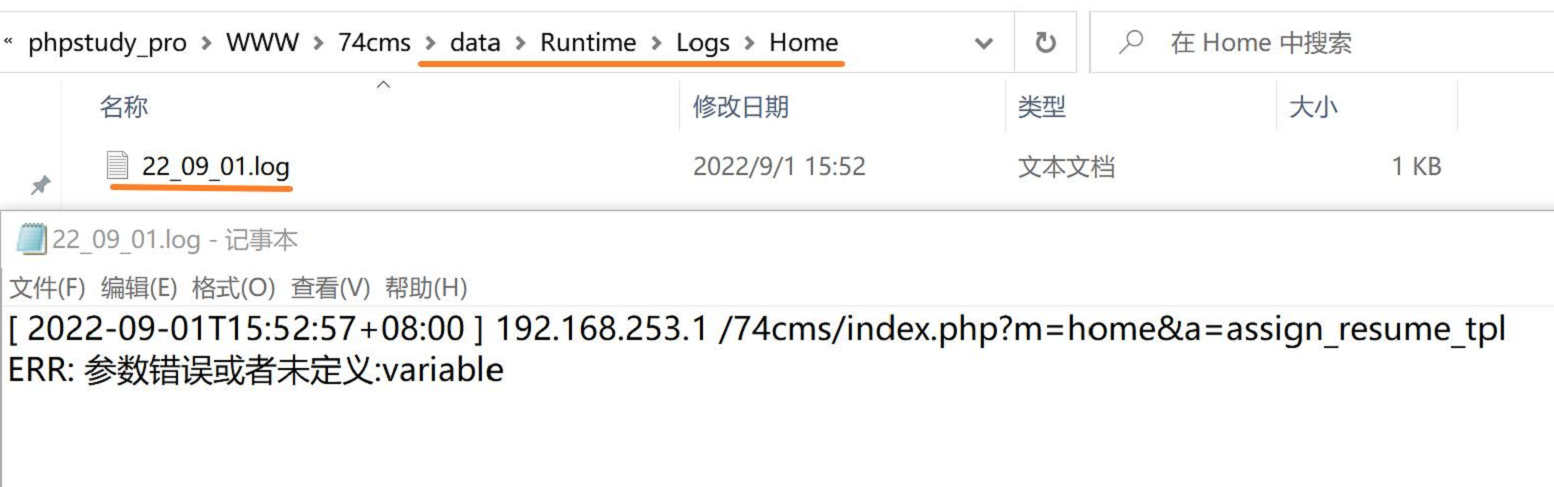 « phpstudy_pro > WWW > 74cms > data > Runtime > Logs > Home 在 Home 中搜索
名称 修改日期 类型 大小
22_09_01.log 2022/9/1 15:52 文本文档 1 KB
22_09_01.log - 记事本
文件(F) 编辑(E) 格式(O) 查看(V) 帮助(H)
[ 2022-09-01T15:52:57+08:00 ] 192.168.253.1 /74cms/index.php?m=home&a=assign_resume_tpl
ERR: 参数错误或者未定义:variable